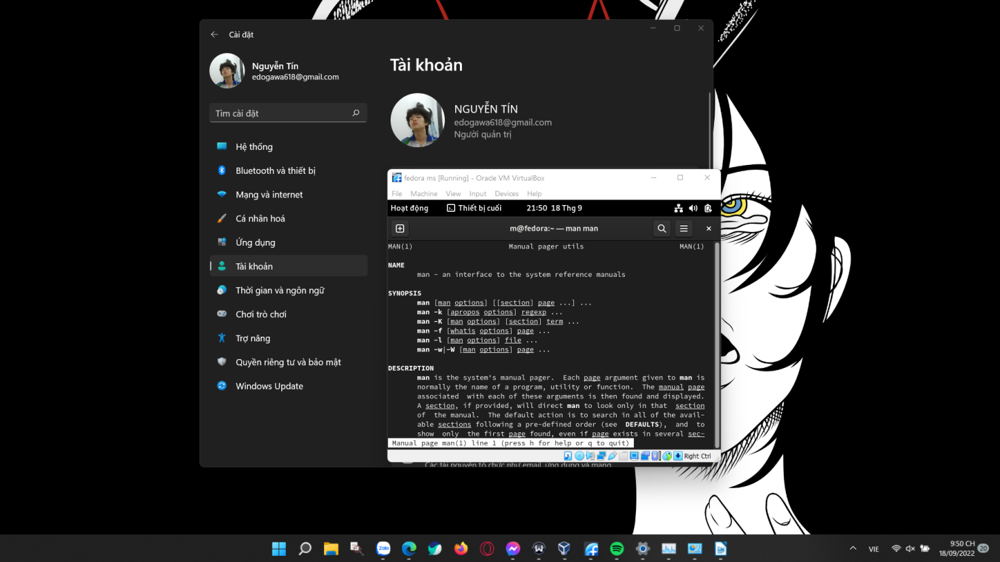 Cài đặt
Nguyễn Tín
edogawa618@gmail.com
Tìm cài đặt
Hệ thống
Bluetooth và thiết bị
Mạng và internet
Cá nhân hoá
Ứng dụng
Tài khoản
Thời gian và ngôn ngữ
Chơi trò chơi
Trợ năng
Quyền riêng tư và bảo mật
Windows Update
Tài khoản
NGUYỄN TÍN
edogawa618@gmail.com
Người quản trị
fedora ms [Running] - Oracle VM VirtualBox
File Machine View Input Devices Help
Hoạt động Thiết bị cuối 21:50 18 Thg 9
m@fedora:~ — man man
MAN(1) Manual pager utils MAN(1)
NAME
man - an interface to the system reference manuals
SYNOPSIS
man [man options] [[section] page ...] ...
man -k [apropos options] regexp ...
man -K [man options] [section] term ...
man -f [whatis options] page ...
man -l [man options] file ...
man -w|-W [man options] page ...
DESCRIPTION
man is the system's manual pager. Each page argument given to man is
normally the name of a program, utility or function. The manual page
associated with each of these arguments is then found and displayed.
A section, if provided, will direct man to look only in that section
of the manual. The default action is to search in all of the avail-
able sections following a pre-defined order (see DEFAULTS), and to
show only the first page found, even if page exists in several sec-
Manual page man(1) line 1 (press h for help or q to quit)
Right Ctrl
Các tài nguyên tổ chức như email, ứng dụng và mạng
Zalo
VIE
9:50 CH
18/09/2022
20